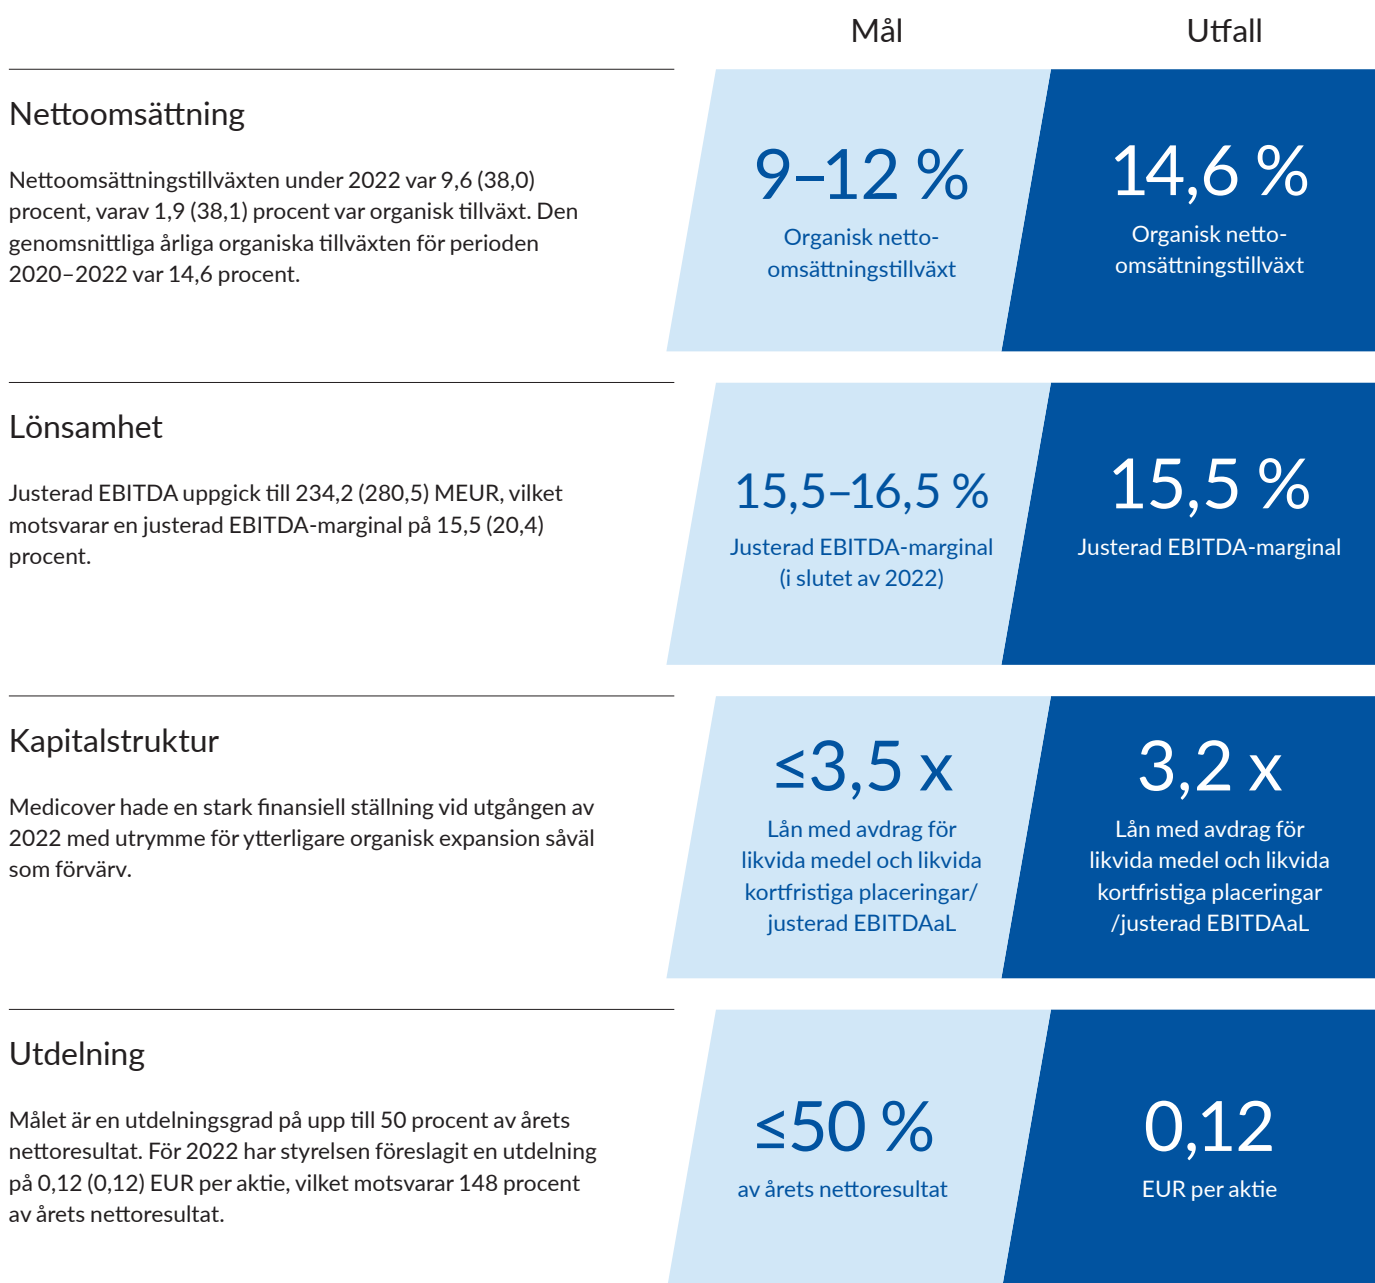 Mål
Utfall
Nettoomsättning
Nettoomsättningstillväxten under 2022 var 9,6 (38,0)
procent, varav 1,9 (38,1) procent var organisk tillväxt. Den
genomsnittliga årliga organiska tillväxten för perioden
2020–2022 var 14,6 procent.
9–12 %
Organisk netto-
omsättningstillväxt
14,6 %
Organisk netto-
omsättningstillväxt
Lönsamhet
Justerad EBITDA uppgick till 234,2 (280,5) MEUR, vilket
motsvarar en justerad EBITDA-marginal på 15,5 (20,4)
procent.
15,5–16,5 %
Justerad EBITDA-marginal
(i slutet av 2022)
15,5 %
Justerad EBITDA-marginal
Kapitalstruktur
Medicover hade en stark finansiell ställning vid utgången av
2022 med utrymme för ytterligare organisk expansion såväl
som förvärv.
≤3,5 x
Lån med avdrag för
likvida medel och likvida
kortfristiga placeringar/
justerad EBITDAaL
3,2 x
Lån med avdrag för
likvida medel och likvida
kortfristiga placeringar
/justerad EBITDAaL
Utdelning
Målet är en utdelningsgrad på upp till 50 procent av årets
nettoresultat. För 2022 har styrelsen föreslagit en utdelning
på 0,12 (0,12) EUR per aktie, vilket motsvarar 148 procent
av årets nettoresultat.
≤50 %
av årets nettoresultat
0,12
EUR per aktie